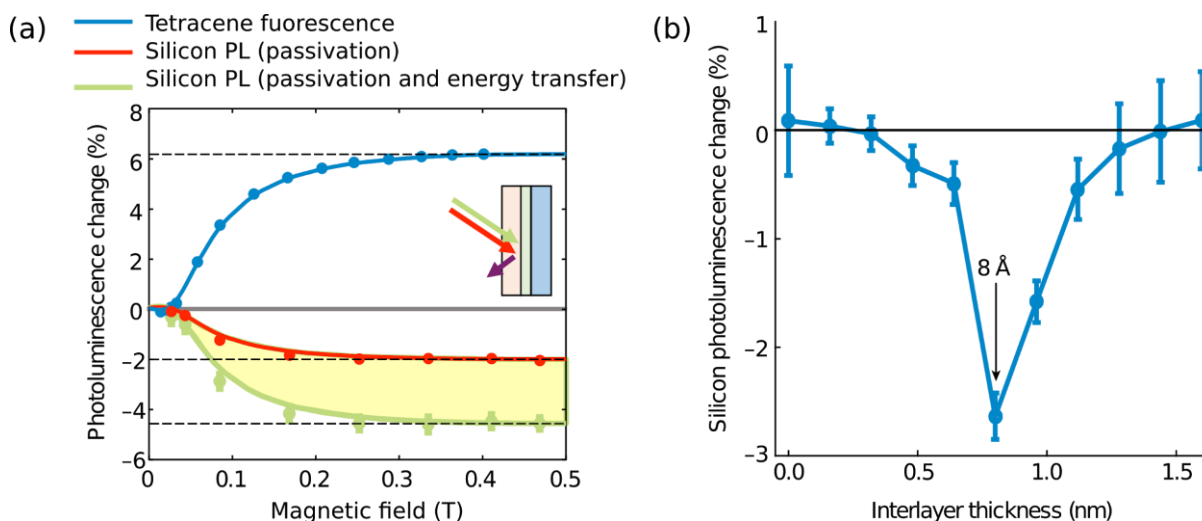 (a)
Tetracene fluorescence
Silicon PL (passivation)
Silicon PL (passivation and energy transfer)
Photoluminescence change (%)
8
6
4
2
0
–2
–4
–6
0
0.1
0.2
0.3
0.4
0.5
Magnetic field (T)
(b)
Silicon photoluminescence change (%)
1
0
–1
–2
–3
8 Å
0.0
0.5
1.0
1.5
Interlayer thickness (nm)